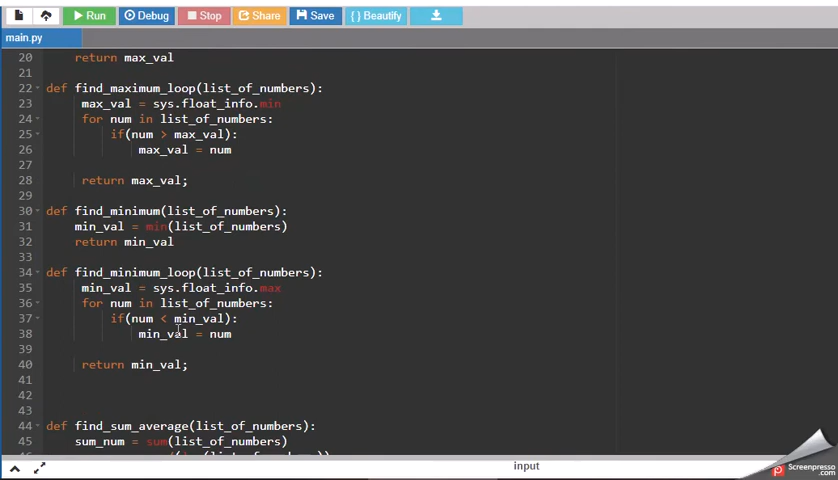 Run Debug Stop Share Save { } Beautify
main.py
20 return max_val
21
22 def find_maximum_loop(list_of_numbers):
23 max_val = sys.float_info.min
24 for num in list_of_numbers:
25 if(num > max_val):
26 max_val = num
27
28 return max_val;
29
30 def find_minimum(list_of_numbers):
31 min_val = min(list_of_numbers)
32 return min_val
33
34 def find_minimum_loop(list_of_numbers):
35 min_val = sys.float_info.max
36 for num in list_of_numbers:
37 if(num < min_val):
38 min_val = num
39
40 return min_val;
41
42
43
44 def find_sum_average(list_of_numbers):
45 sum_num = sum(list_of_numbers)
input
Screenpresso.com